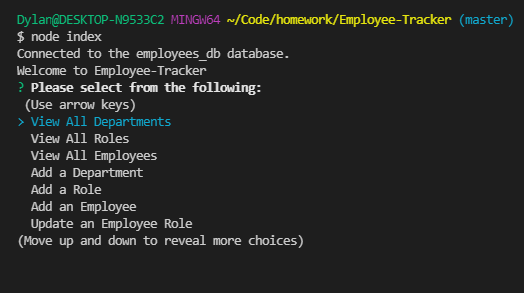 Dylan@DESKTOP-N9533C2 MINGW64 ~/Code/homework/Employee-Tracker (master)
$ node index
Connected to the employees_db database.
Welcome to Employee-Tracker
? Please select from the following:
(Use arrow keys)
> View All Departments
View All Roles
View All Employees
Add a Department
Add a Role
Add an Employee
Update an Employee Role
(Move up and down to reveal more choices)